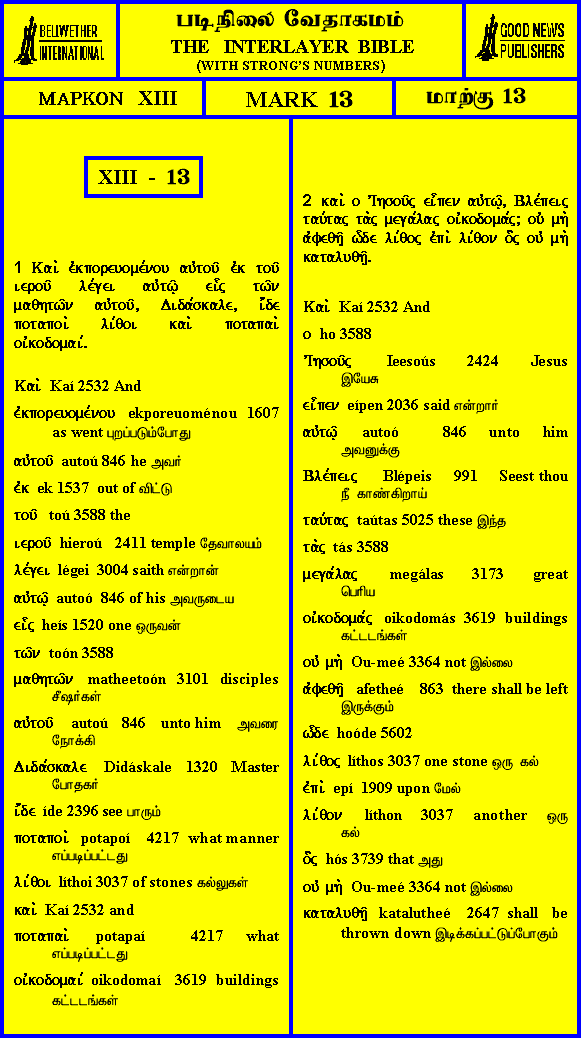 BELLWETHER
INTERNATIONAL
படிநிலை வேதாகமம்
THE INTERLAYER BIBLE
(WITH STRONG'S NUMBERS)
GOOD NEWS
PUBLISHERS
ΜΑΡΚΟΝ XIII
MARK 13
மாற்கு 13
XIII - 13
1 Καὶ ἐκπορευομένου αὐτοῦ ἐκ τοῦ
ιεροῦ λέγει αὐτῷ εἷς τῶν
μαθητῶν αὐτοῦ, Διδάσκαλε, ἴδε
ποταποὶ λίθοι καὶ ποταπαὶ
οἰκοδομαί.
Καὶ Kaí 2532 And
ἐκπορευομένου ekporeuoménou 1607
as went புறப்படும்போது
αὐτοῦ autoú 846 he அவர்
ἐκ ek 1537 out of விட்டு
τοῦ toú 3588 the
ιεροῦ hieroú 2411 temple தேவாலயம்
λέγει légei 3004 saith என்றான்
αὐτῷ autoó 846 of his அவருடைய
εἷς heís 1520 one ஒருவன்
τῶν toón 3588
μαθητῶν matheetoón 3101 disciples
சீஷர்கள்
αὐτοῦ autoú 846 unto him அவரை
நோக்கி
Διδάσκαλε Didáskale 1320 Master
போதகர்
ἴδε íde 2396 see பாரும்
ποταποὶ potapoí 4217 what manner
எப்படிப்பட்டது
λίθοι líthoi 3037 of stones கல்லுகள்
καὶ Kaí 2532 and
ποταπαὶ potapaí 4217 what
எப்படிப்பட்டது
οἰκοδομαί oikodomaí 3619 buildings
கட்டடங்கள்
2 καὶ ο Ἰησοῦς εἶπεν αὐτῷ, Βλέπεις
ταύτας τὰς μεγάλας οἰκοδομάς; οὐ μὴ
ἀφεθῇ ὧδε λίθος ἐπὶ λίθον ὃς οὐ μὴ
καταλυθῇ.
Καὶ Kaí 2532 And
ο ho 3588
Ἰησοῦς Ieesoús 2424 Jesus
இயேசு
εἶπεν eípen 2036 said என்றார்
αὐτῷ autoó 846 unto him
அவனுக்கு
Βλέπεις Blépeis 991 Seest thou
நீ காண்கிறாய்
ταύτας taútas 5025 these இந்த
τὰς tás 3588
μεγάλας megálas 3173 great
பெரிய
οἰκοδομάς oikodomás 3619 buildings
கட்டடங்கள்
οὐ μὴ Ou-meé 3364 not இல்லை
ἀφεθῇ afetheé 863 there shall be left
இருக்கும்
ὧδε hoóde 5602
λίθος líthos 3037 one stone ஒரு கல்
ἐπὶ epí 1909 upon மேல்
λίθον líthon 3037 another ஒரு
கல்
ὃς hós 3739 that அது
οὐ μὴ Ou-meé 3364 not இல்லை
καταλυθῇ katalutheé 2647 shall be
thrown down இடிக்கப்பட்டுப்போகும்